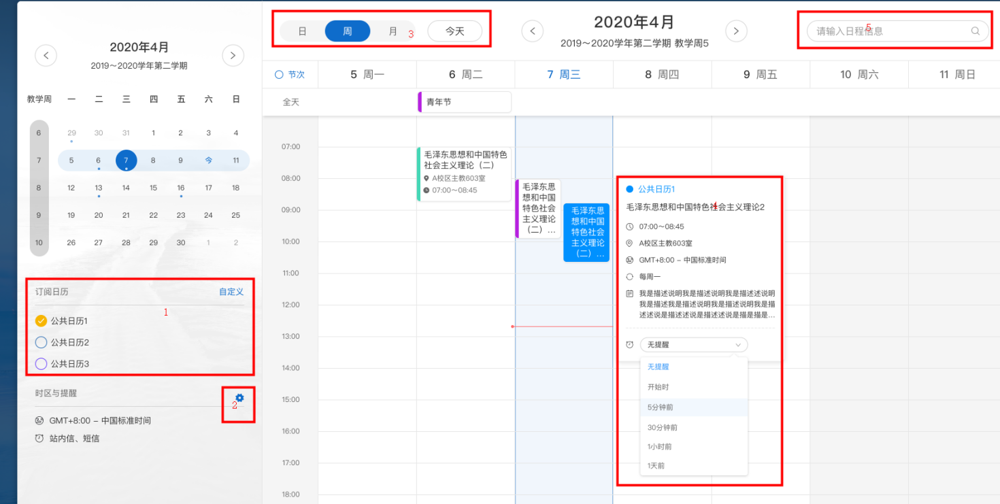 2020年4月
2019～2020学年第二学期
教学周 一 二 三 四 五 六 日
6 29 30 31 1 2 3 4
7 5 6 7 8 9 今 11
8 12 13 14 15 16 17 18
9 19 20 21 22 23 24 25
10 26 27 28 29 30 1 2
订阅日历 自定义
1
公共日历1
公共日历2
公共日历3
时区与提醒
2
GMT+8:00 – 中国标准时间
站内信、短信
日 周 月 3 今天
2020年4月
2019～2020学年第二学期 教学周5
请输入日程信息
5
节次 5 周一 6 周二 7 周三 8 周四 9 周五 10 周六 11 周日
全天 青年节
07:00
08:00
09:00
10:00
11:00
12:00
13:00
14:00
15:00
16:00
17:00
18:00
毛泽东思想和中国特色
社会主义理论（二）
A校区主教603室
07:00～08:45
毛泽东思
想和中国
特色社会
主义理论
（二）...
毛泽东思
想和中国
特色社会
主义理论
（二）...
公共日历1
毛泽东思想和中国特色社会主义理论2
4
07:00～08:45
A校区主教603室
GMT+8:00 – 中国标准时间
每周一
我是描述说明我是描述说明我是描述述说明
我是描述我是描述说明我是描述说明我是描
述述说是描述述说是描述述说是描是描是...
无提醒
无提醒
开始时
5分钟前
30分钟前
1小时前
1天前